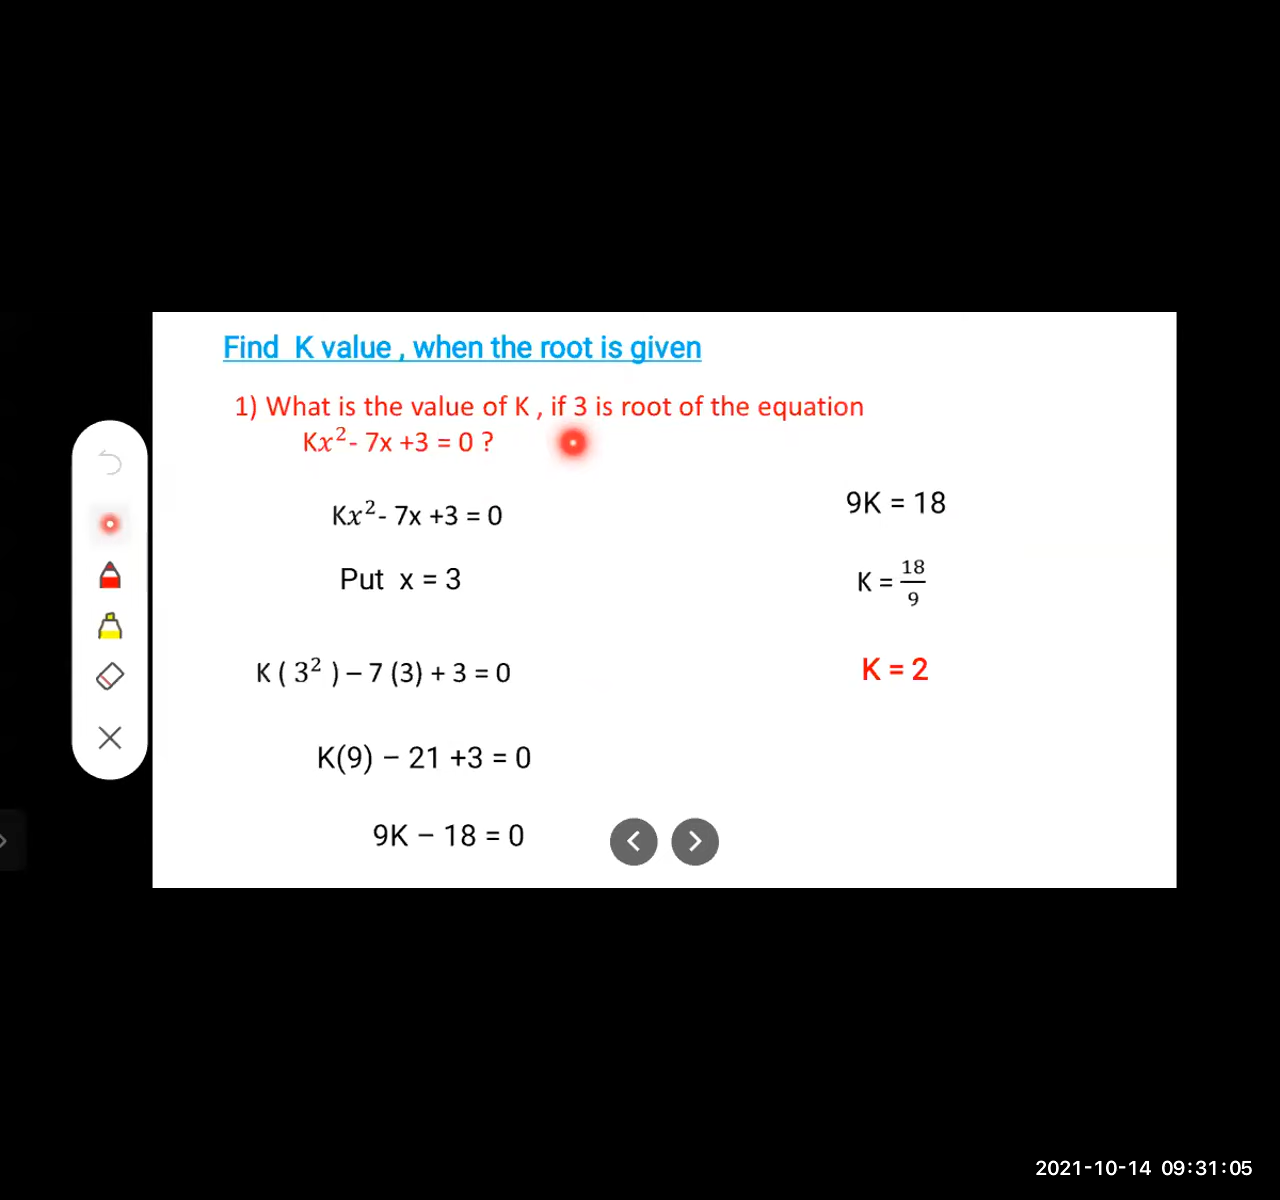 Find K value , when the root is given
1) What is the value of K , if 3 is root of the equation
Kx²- 7x +3 = 0 ?
Kx²- 7x +3 = 0
Put x = 3
K ( 3² ) – 7 (3) + 3 = 0
K(9) – 21 +3 = 0
9K – 18 = 0
9K = 18
K = 18/9
K = 2
2021-10-14 09:31:05